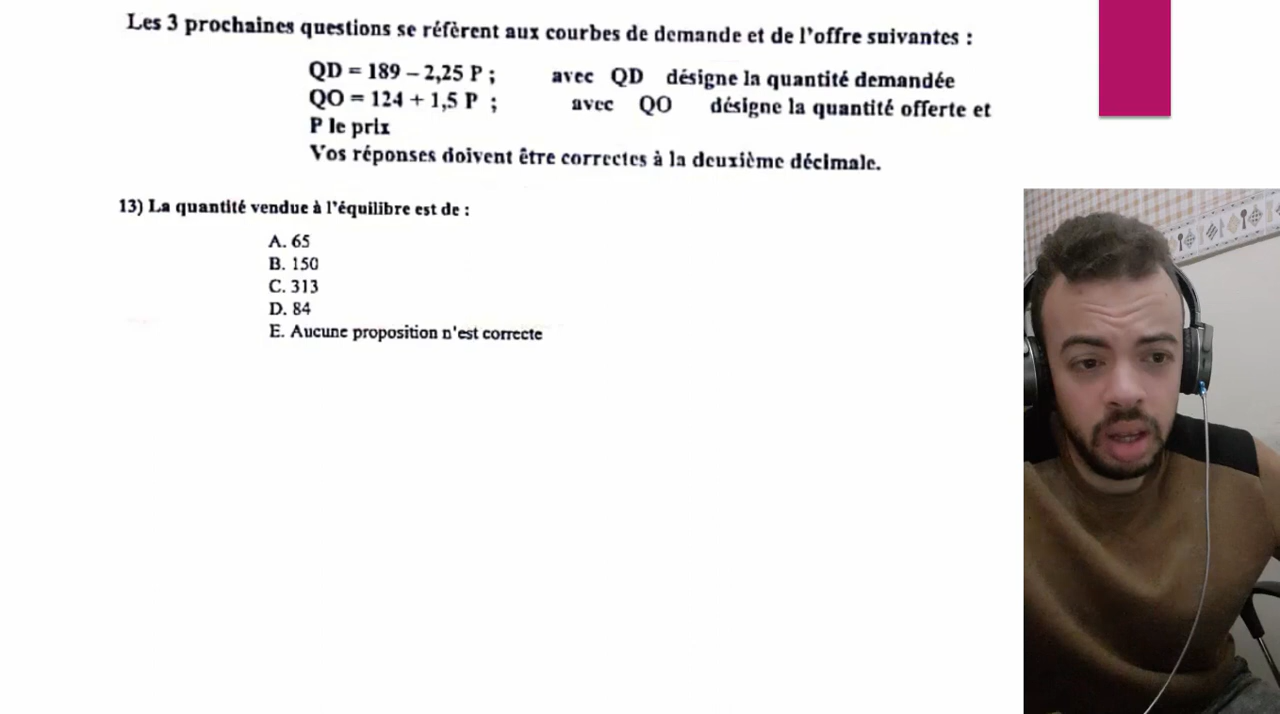 Les 3 prochaines questions se réfèrent aux courbes de demande et de l'offre suivantes :
QD = 189 – 2,25 P ; avec QD désigne la quantité demandée
QO = 124 + 1,5 P ; avec QO désigne la quantité offerte et
P le prix
Vos réponses doivent être correctes à la deuxième décimale.
13) La quantité vendue à l'équilibre est de :
A. 65
B. 150
C. 313
D. 84
E. Aucune proposition n'est correcte